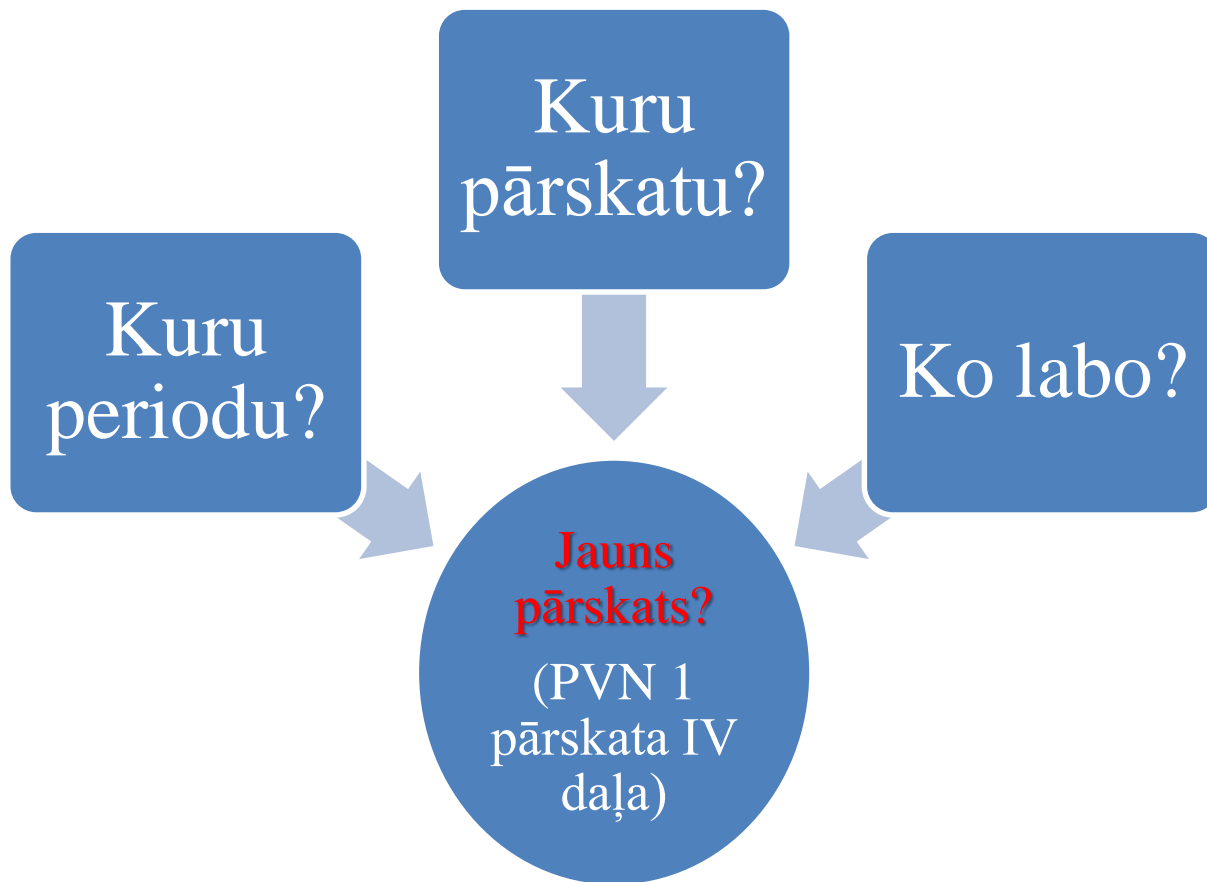 Kuru
pārskatu?
Kuru
periodu?
Ko labo?
Jauns
pārskats?
(PVN 1
pārskata IV
daļa)